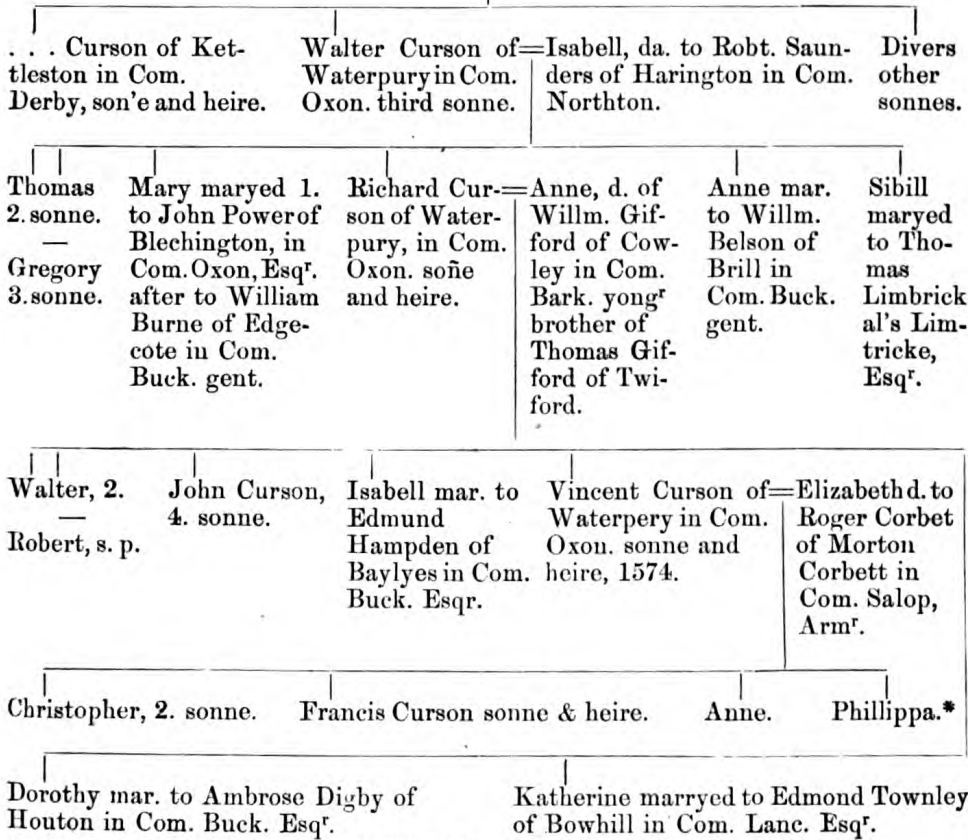 . . . Curson of Ket-
tleston in Com.
Derby, son'e and heire.
Walter Curson of=Isabell, da. to Robt. Saun-
Waterpury in Com. ders of Harington in Com.
Oxon. third sonne. Northton.
Divers
other
sonnes.
Thomas
2. sonne.
—
Gregory
3. sonne.
Mary maryed 1.
to John Power of
Blechington, in
Com. Oxon, Esqʳ.
after to William
Burne of Edge-
cote in Com.
Buck. gent.
Richard Cur-=Anne, d. of
son of Water- Willm. Gif-
pury, in Com. ford of Cow-
Oxon. soñe ley in Com.
and heire. Bark. yongʳ
brother of
Thomas Gif-
ford of Twi-
ford.
Anne mar.
to Willm.
Belson of
Brill in
Com. Buck.
gent.
Sibill
maryed
to Tho-
mas
Limbrick
al's Lim-
tricke,
Esqʳ.
Walter, 2.
—
Robert, s. p.
John Curson,
4. sonne.
Isabell mar. to
Edmund
Hampden of
Baylyes in Com.
Buck. Esqr.
Vincent Curson of=Elizabeth d. to
Waterpery in Com. Roger Corbet
Oxon. sonne and of Morton
heire, 1574. Corbett in
Com. Salop,
Armʳ.
Christopher, 2. sonne. Francis Curson sonne & heire. Anne. Phillippa.*
Dorothy mar. to Ambrose Digby of
Houton in Com. Buck. Esqʳ.
Katherine marryed to Edmond Townley
of Bowhill in Com. Lanc. Esqʳ.